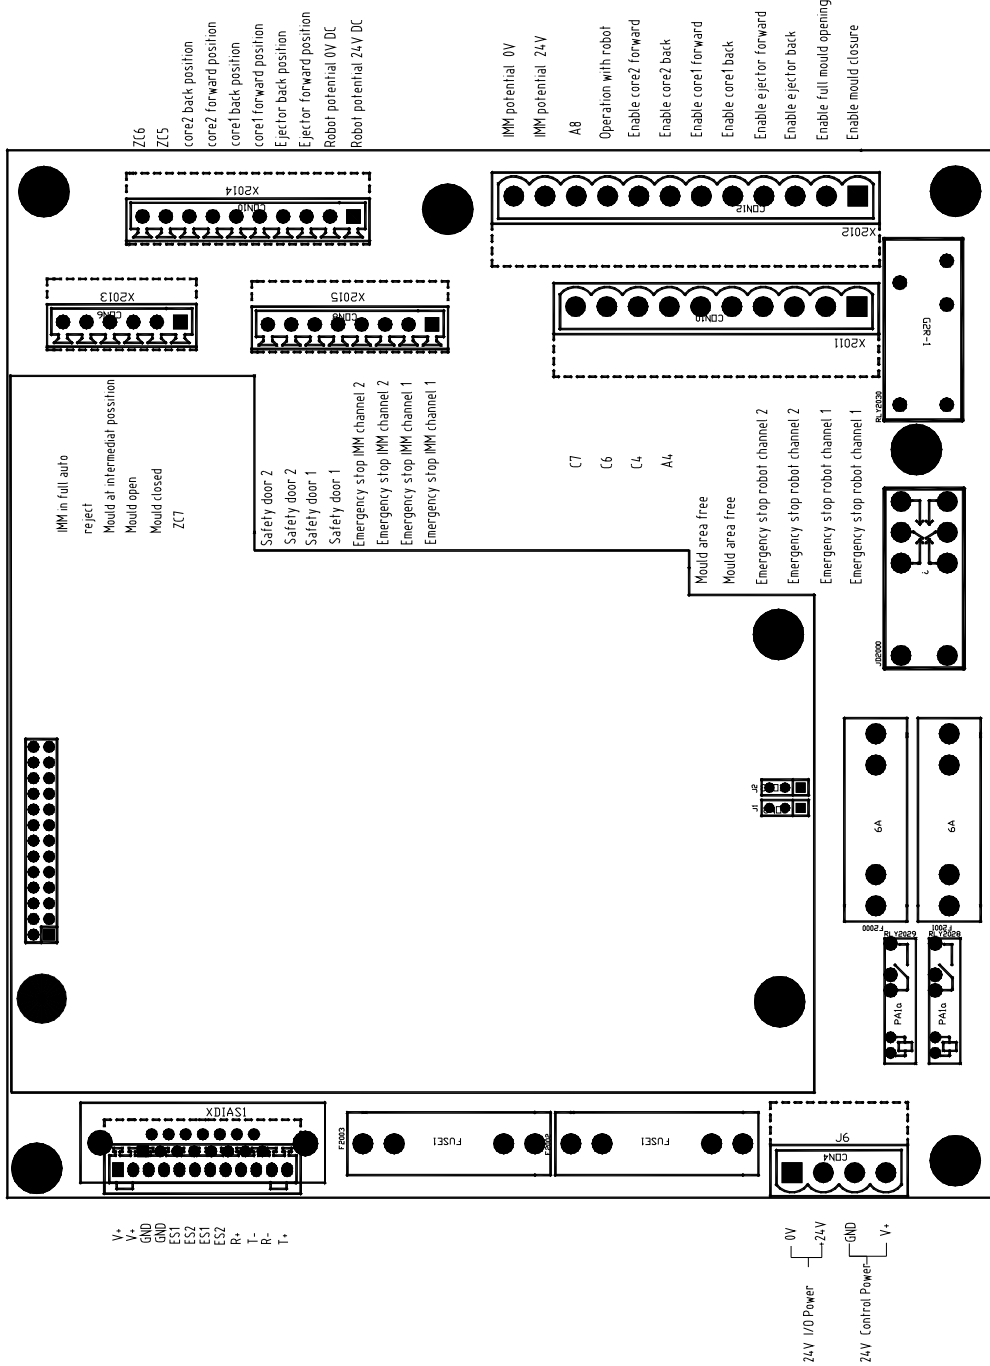 ZC6
ZC5
core2 back position
core2 forward position
core1 back position
core1 forward position
Ejector back position
Ejector forward position
Robot potential 0V DC
Robot potential 24V DC
IMM potential 0V
IMM potential 24V
A8
Operation with robot
Enable core2 forward
Enable core2 back
Enable core1 forward
Enable core1 back
Enable ejector forward
Enable ejector back
Enable full mould opening
Enable mould closure
X2014
CON10
CON12
X2012
X2013
CON6
X2015
CON8
CON10
X2011
G2R-1
RLY2030
IMM in full auto
reject
Mould at intermediat possition
Mould open
Mould closed
ZC7
Safety door 2
Safety door 2
Safety door 1
Safety door 1
Emergency stop IMM channel 2
Emergency stop IMM channel 2
Emergency stop IMM channel 1
Emergency stop IMM channel 1
C7
C6
C4
A4
Mould area free
Mould area free
Emergency stop robot channel 2
Emergency stop robot channel 2
Emergency stop robot channel 1
Emergency stop robot channel 1
?
JD2000
J2
J1
6A
6A
F2000
F2001
RLY2029
RLY2028
PA1a
PA1a
XDIAS1
F2003
FUSE1
F2002
FUSE1
J6
CON4
V+
V+
GND
GND
ES1
ES2
ES1
ES2
R+
T-
R-
T+
0V
+24V
GND
V+
24V I/O Power
24V Control Power